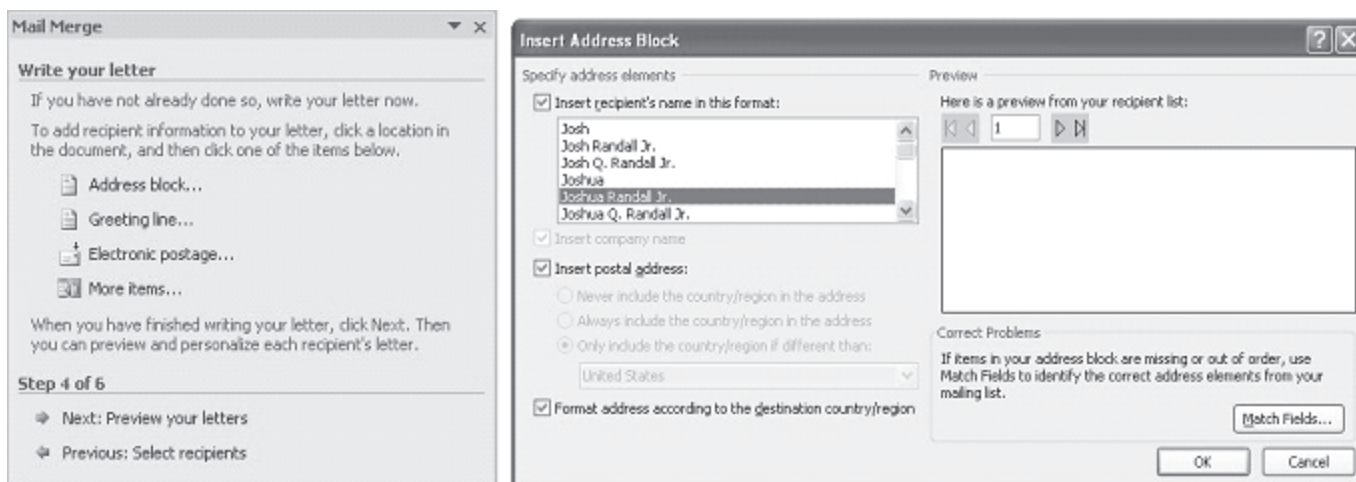 Mail Merge
Write your letter
If you have not already done so, write your letter now.
To add recipient information to your letter, click a location in
the document, and then click one of the items below.
Address block...
Greeting line...
Electronic postage...
More items...
When you have finished writing your letter, click Next. Then
you can preview and personalize each recipient's letter.
Step 4 of 6
Next: Preview your letters
Previous: Select recipients
Insert Address Block
Specify address elements
Insert recipient's name in this format:
Josh
Josh Randall Jr.
Josh Q. Randall Jr.
Joshua
Joshua Randall Jr.
Joshua Q. Randall Jr.
Insert company name
Insert postal address:
Never include the country/region in the address
Always include the country/region in the address
Only include the country/region if different than:
United States
Format address according to the destination country/region
Preview
Here is a preview from your recipient list:
1
Correct Problems
If items in your address block are missing or out of order, use
Match Fields to identify the correct address elements from your
mailing list.
Match Fields...
OK
Cancel